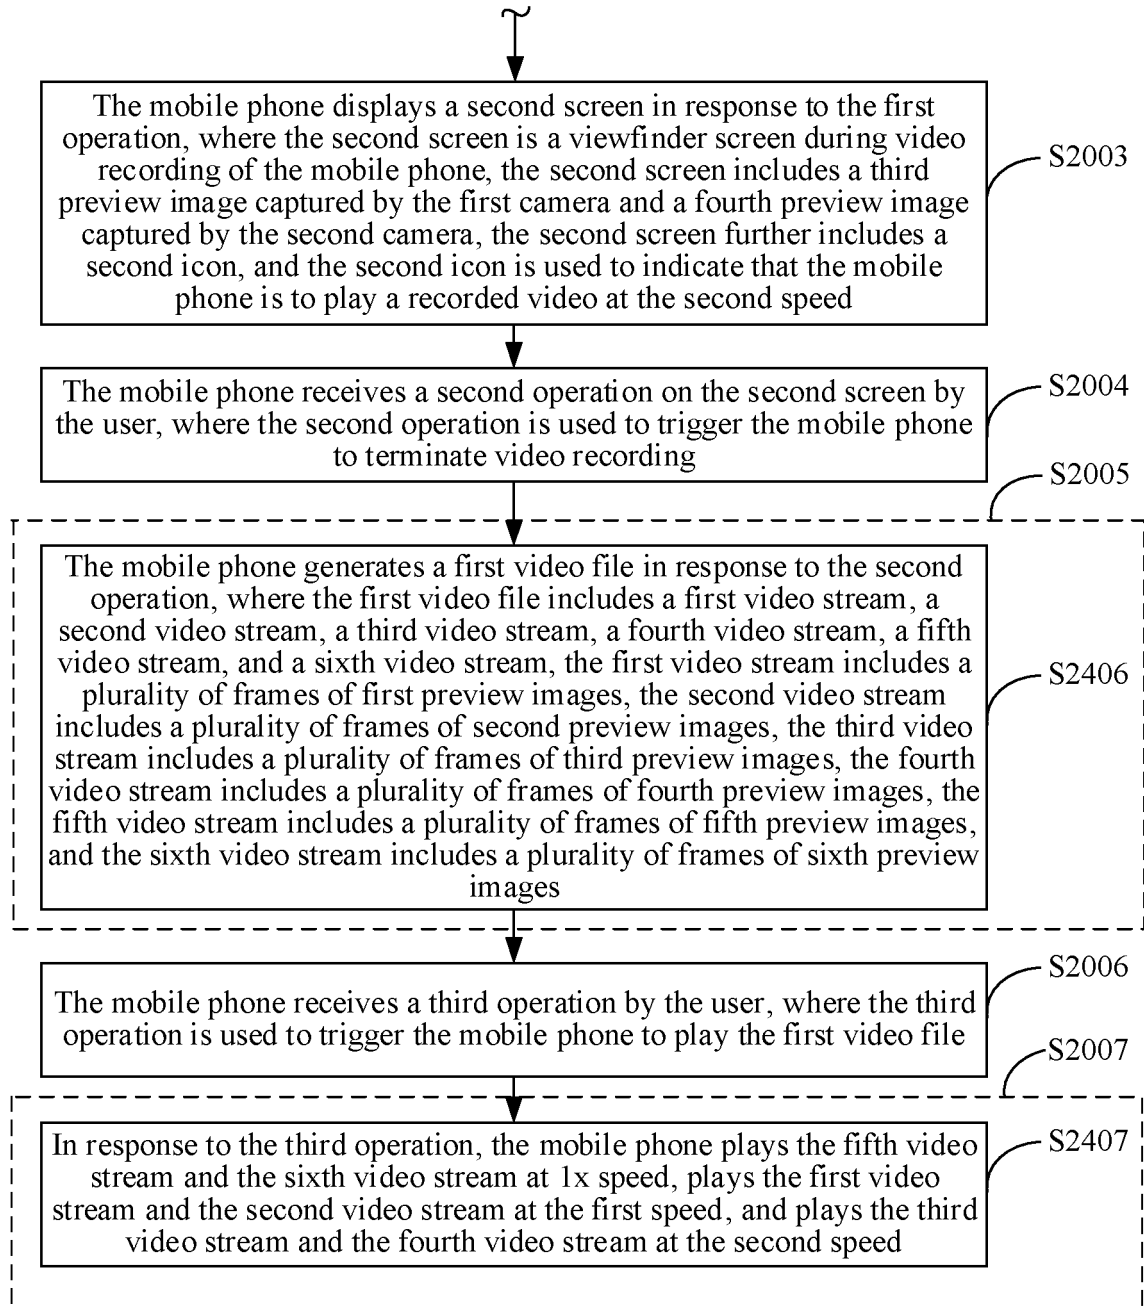 The mobile phone displays a second screen in response to the first
operation, where the second screen is a viewfinder screen during video
recording of the mobile phone, the second screen includes a third
preview image captured by the first camera and a fourth preview image
captured by the second camera, the second screen further includes a
second icon, and the second icon is used to indicate that the mobile
phone is to play a recorded video at the second speed
S2003
The mobile phone receives a second operation on the second screen by
the user, where the second operation is used to trigger the mobile phone
to terminate video recording
S2004
S2005
The mobile phone generates a first video file in response to the second
operation, where the first video file includes a first video stream, a
second video stream, a third video stream, a fourth video stream, a fifth
video stream, and a sixth video stream, the first video stream includes a
plurality of frames of first preview images, the second video stream
includes a plurality of frames of second preview images, the third video
stream includes a plurality of frames of third preview images, the fourth
video stream includes a plurality of frames of fourth preview images, the
fifth video stream includes a plurality of frames of fifth preview images,
and the sixth video stream includes a plurality of frames of sixth preview
images
S2406
The mobile phone receives a third operation by the user, where the third
operation is used to trigger the mobile phone to play the first video file
S2006
S2007
In response to the third operation, the mobile phone plays the fifth video
stream and the sixth video stream at 1x speed, plays the first video
stream and the second video stream at the first speed, and plays the third
video stream and the fourth video stream at the second speed
S2407